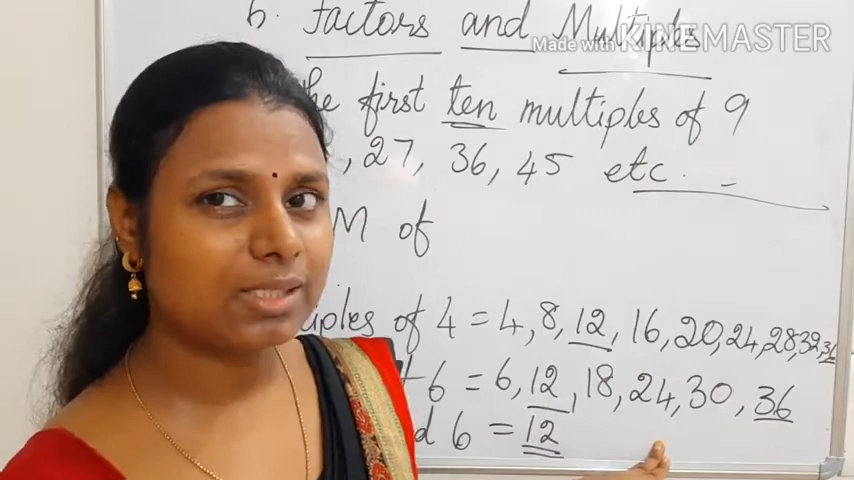 6. Factors and Multiples
Made with KINEMASTER
the first ten multiples of 9
, 27, 36, 45 etc.
M of
iples of 4 = 4, 8, 12, 16, 20, 24, 28, 32, 36
6 = 6, 12, 18, 24, 30, 36
d 6 = 12